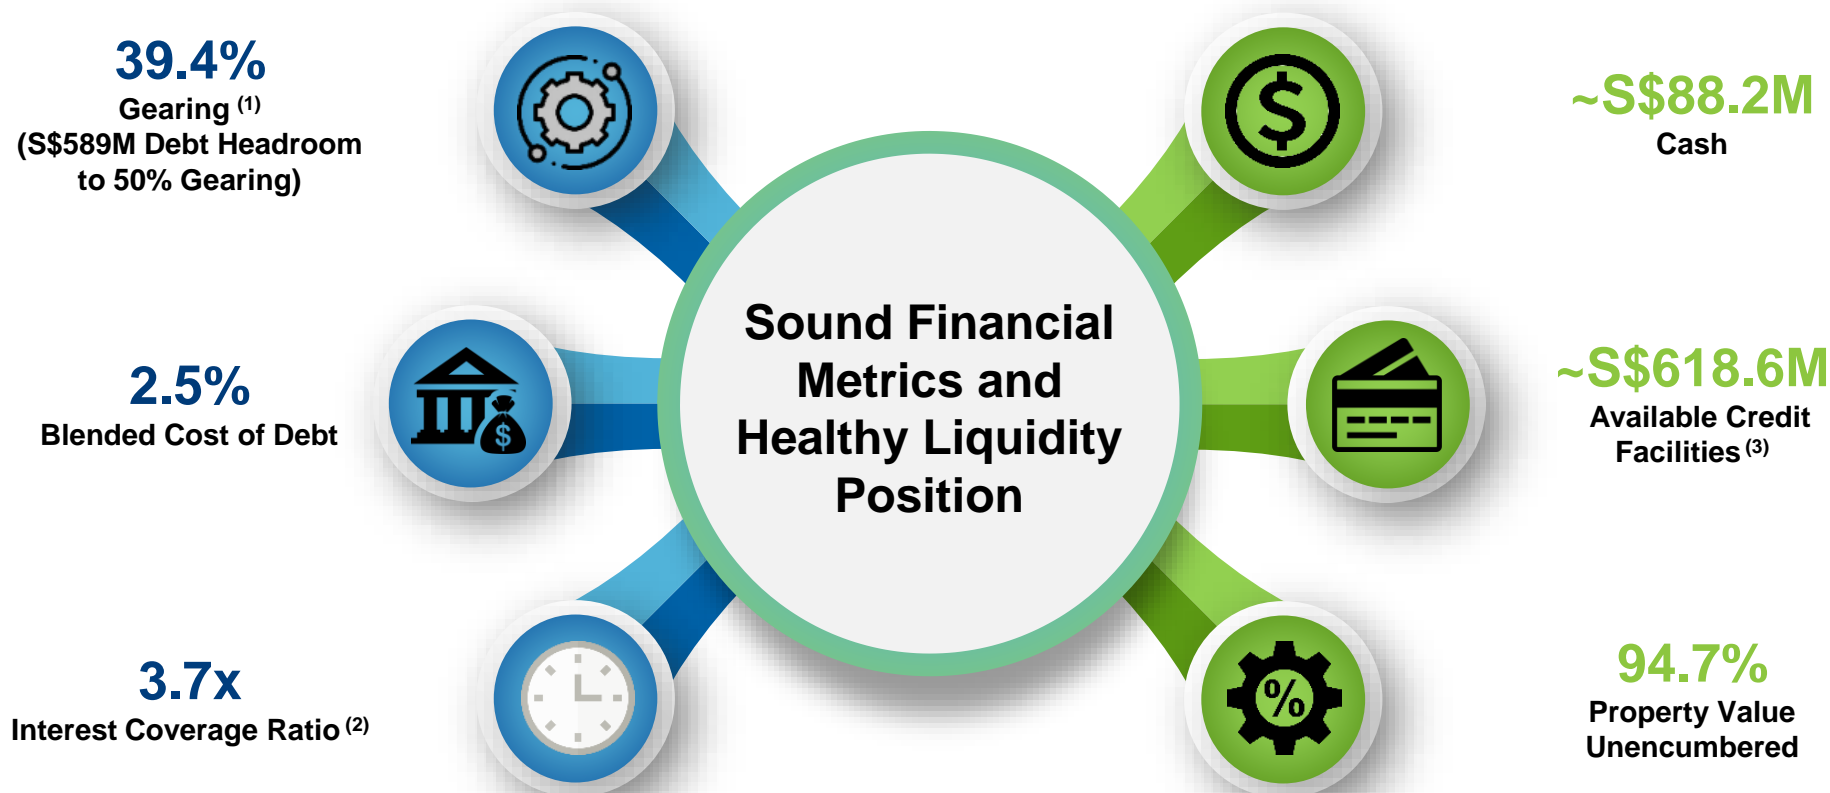 39.4%
Gearing (1)
(S$589M Debt Headroom
to 50% Gearing)
2.5%
Blended Cost of Debt
3.7x
Interest Coverage Ratio (2)
Sound Financial
Metrics and
Healthy Liquidity
Position
$
$
%
~S$88.2M
Cash
~S$618.6M
Available Credit
Facilities (3)
94.7%
Property Value
Unencumbered